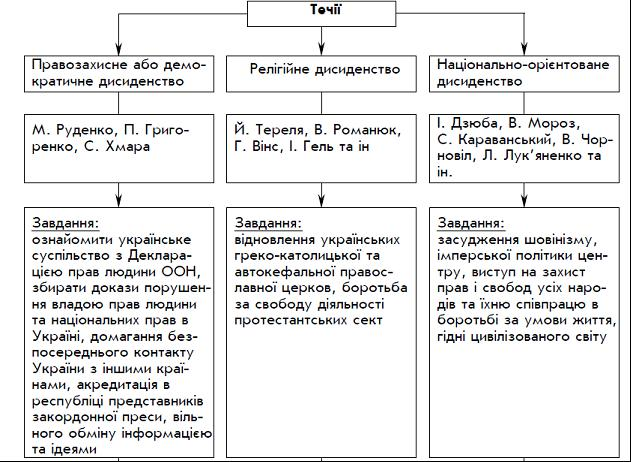 Течії
Правозахисне або демо-
кратичне дисиденство
Релігійне дисиденство
Національно-орієнтоване
дисиденство
М. Руденко, П. Григо-
ренко, С. Хмара
Й. Тереля, В. Романюк,
Г. Вінс, І. Гель та ін
І. Дзюба, В. Мороз,
С. Караванський, В. Чор-
новіл, Л. Лук’яненко та
ін.
Завдання:
ознайомити українське
суспільство з Деклара-
цією прав людини ООН,
збирати докази порушен-
ня владою прав людини
та національних прав в
Україні, домагання без-
посереднього контакту
України з іншими краї-
нами, акредитація в
республіці представників
закордонної преси, віль-
ного обміну інформацією
та ідеями
Завдання:
відновлення українських
греко-католицької та
автокефальної правос-
лавної церков, боротьба
за свободу діяльності
протестантських сект
Завдання:
засудження шовінізму,
імперської політики цен-
тру, виступ на захист
прав і свобод усіх наро-
дів та їхню співпрацю в
боротьбі за умови життя,
гідні цивілізованого світу